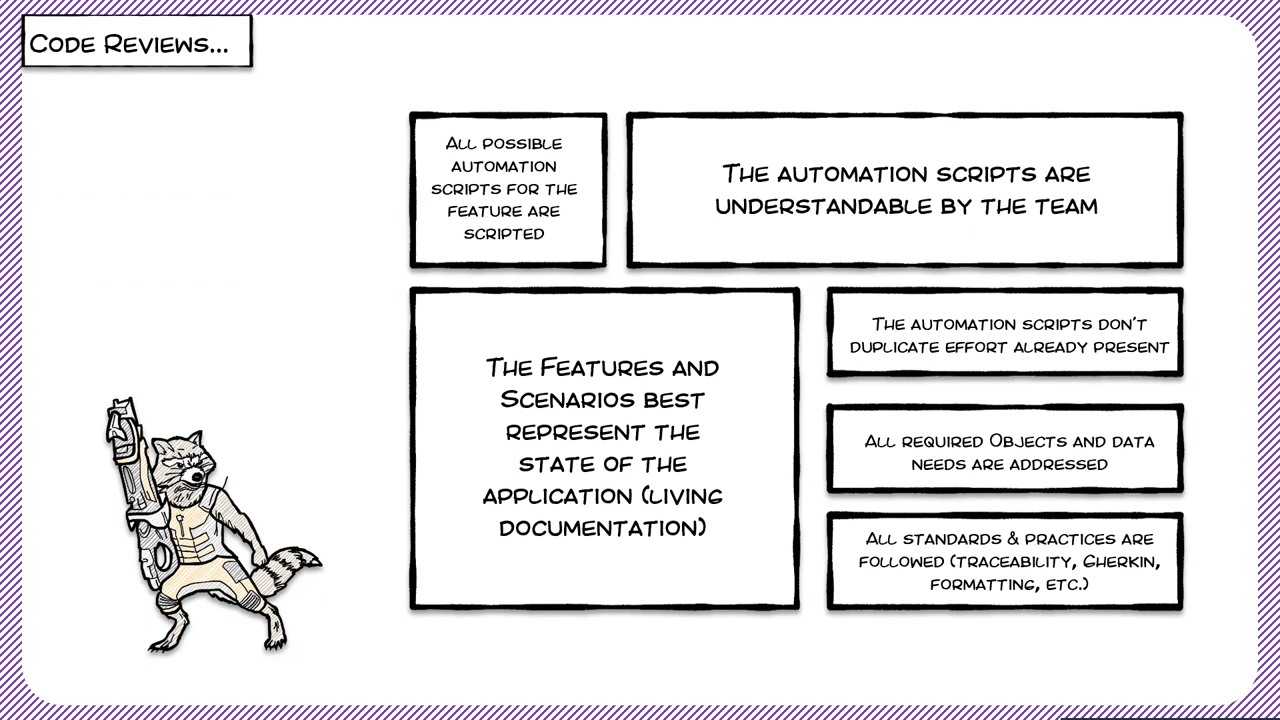 Code Reviews...
All possible
automation
scripts for the
feature are
scripted
The automation scripts are
understandable by the team
The Features and
Scenarios best
represent the
state of the
application (living
documentation)
The automation scripts don't
duplicate effort already present
All required Objects and data
needs are addressed
All standards & practices are
followed (traceability, Gherkin,
formatting, etc.)